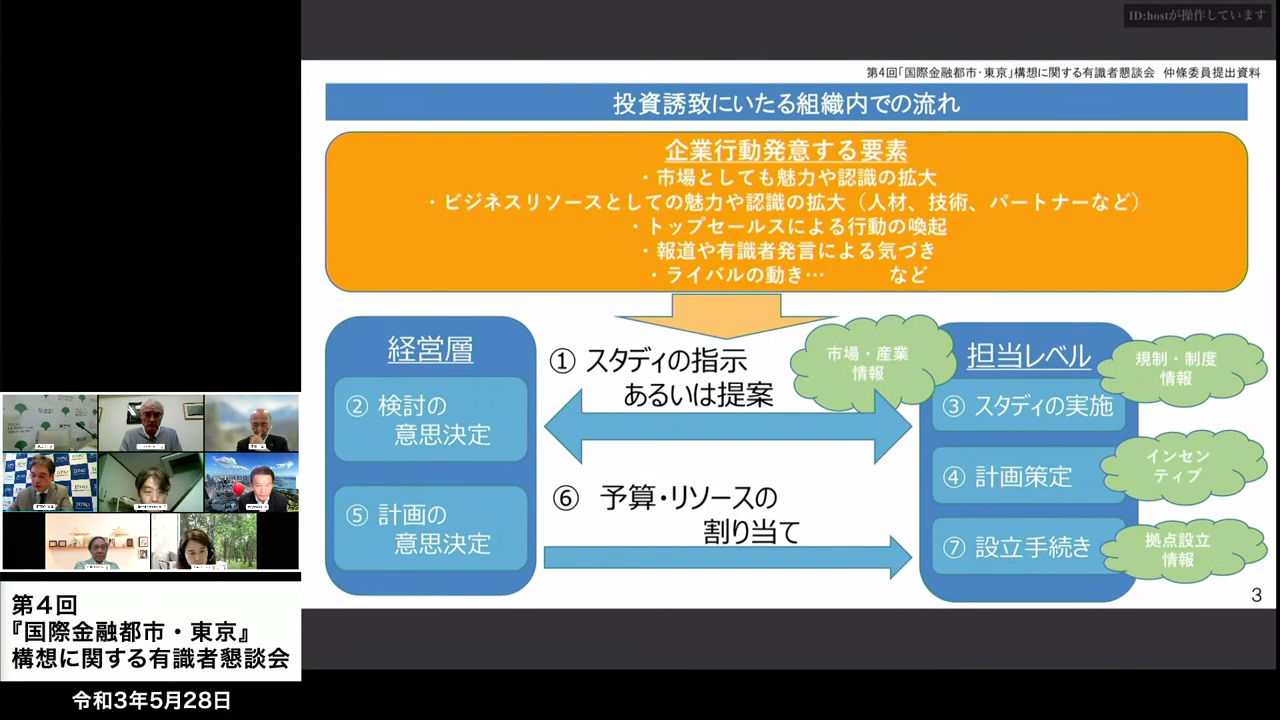 ID:hostが操作しています
第4回「国際金融都市･東京」構想に関する有識者懇談会　仲條委員提出資料
投資誘致にいたる組織内での流れ
企業行動発意する要素
・市場としても魅力や認識の拡大
・ビジネスリソースとしての魅力や認識の拡大（人材、技術、パートナーなど）
・トップセールスによる行動の喚起
・報道や有識者発言による気づき
・ライバルの動き…　　　など
経営層
② 検討の
意思決定
⑤ 計画の
意思決定
① スタディの指示
あるいは提案
⑥ 予算・リソースの
割り当て
市場・産業
情報
担当レベル
③ スタディの実施
④ 計画策定
⑦ 設立手続き
規制・制度
情報
インセン
ティブ
拠点設立
情報
3
第4回
『国際金融都市・東京』
構想に関する有識者懇談会
令和3年5月28日